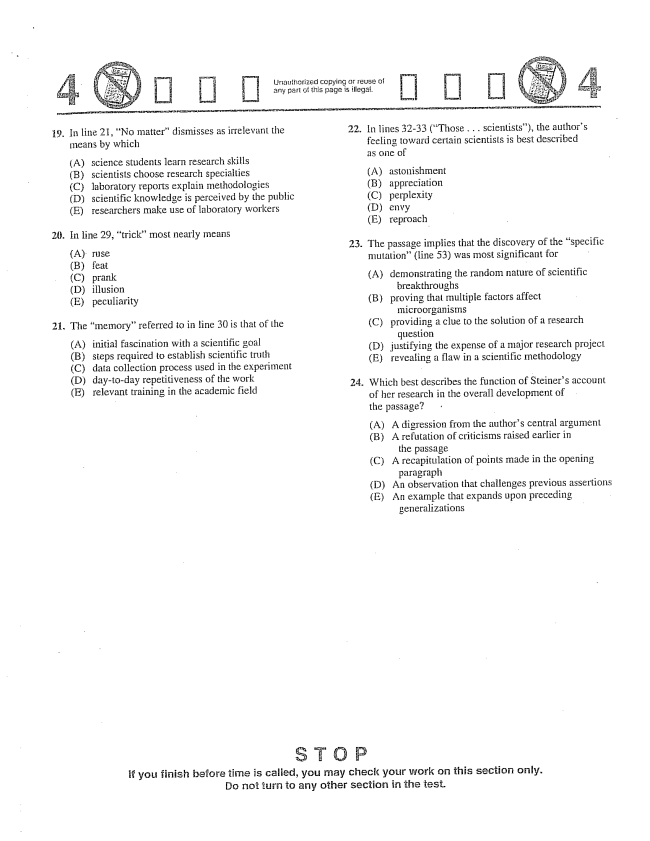 4
Unauthorized copying or reuse of
any part of this page is illegal.
4
19. In line 21, "No matter" dismisses as irrelevant the
means by which
(A) science students learn research skills
(B) scientists choose research specialties
(C) laboratory reports explain methodologies
(D) scientific knowledge is perceived by the public
(E) researchers make use of laboratory workers
20. In line 29, "trick" most nearly means
(A) ruse
(B) feat
(C) prank
(D) illusion
(E) peculiarity
21. The "memory" referred to in line 30 is that of the
(A) initial fascination with a scientific goal
(B) steps required to establish scientific truth
(C) data collection process used in the experiment
(D) day-to-day repetitiveness of the work
(E) relevant training in the academic field
22. In lines 32-33 ("Those . . . scientists"), the author's
feeling toward certain scientists is best described
as one of
(A) astonishment
(B) appreciation
(C) perplexity
(D) envy
(E) reproach
23. The passage implies that the discovery of the "specific
mutation" (line 53) was most significant for
(A) demonstrating the random nature of scientific
breakthroughs
(B) proving that multiple factors affect
microorganisms
(C) providing a clue to the solution of a research
question
(D) justifying the expense of a major research project
(E) revealing a flaw in a scientific methodology
24. Which best describes the function of Steiner's account
of her research in the overall development of
the passage?
(A) A digression from the author's central argument
(B) A refutation of criticisms raised earlier in
the passage
(C) A recapitulation of points made in the opening
paragraph
(D) An observation that challenges previous assertions
(E) An example that expands upon preceding
generalizations
STOP
If you finish before time is called, you may check your work on this section only.
Do not turn to any other section in the test.